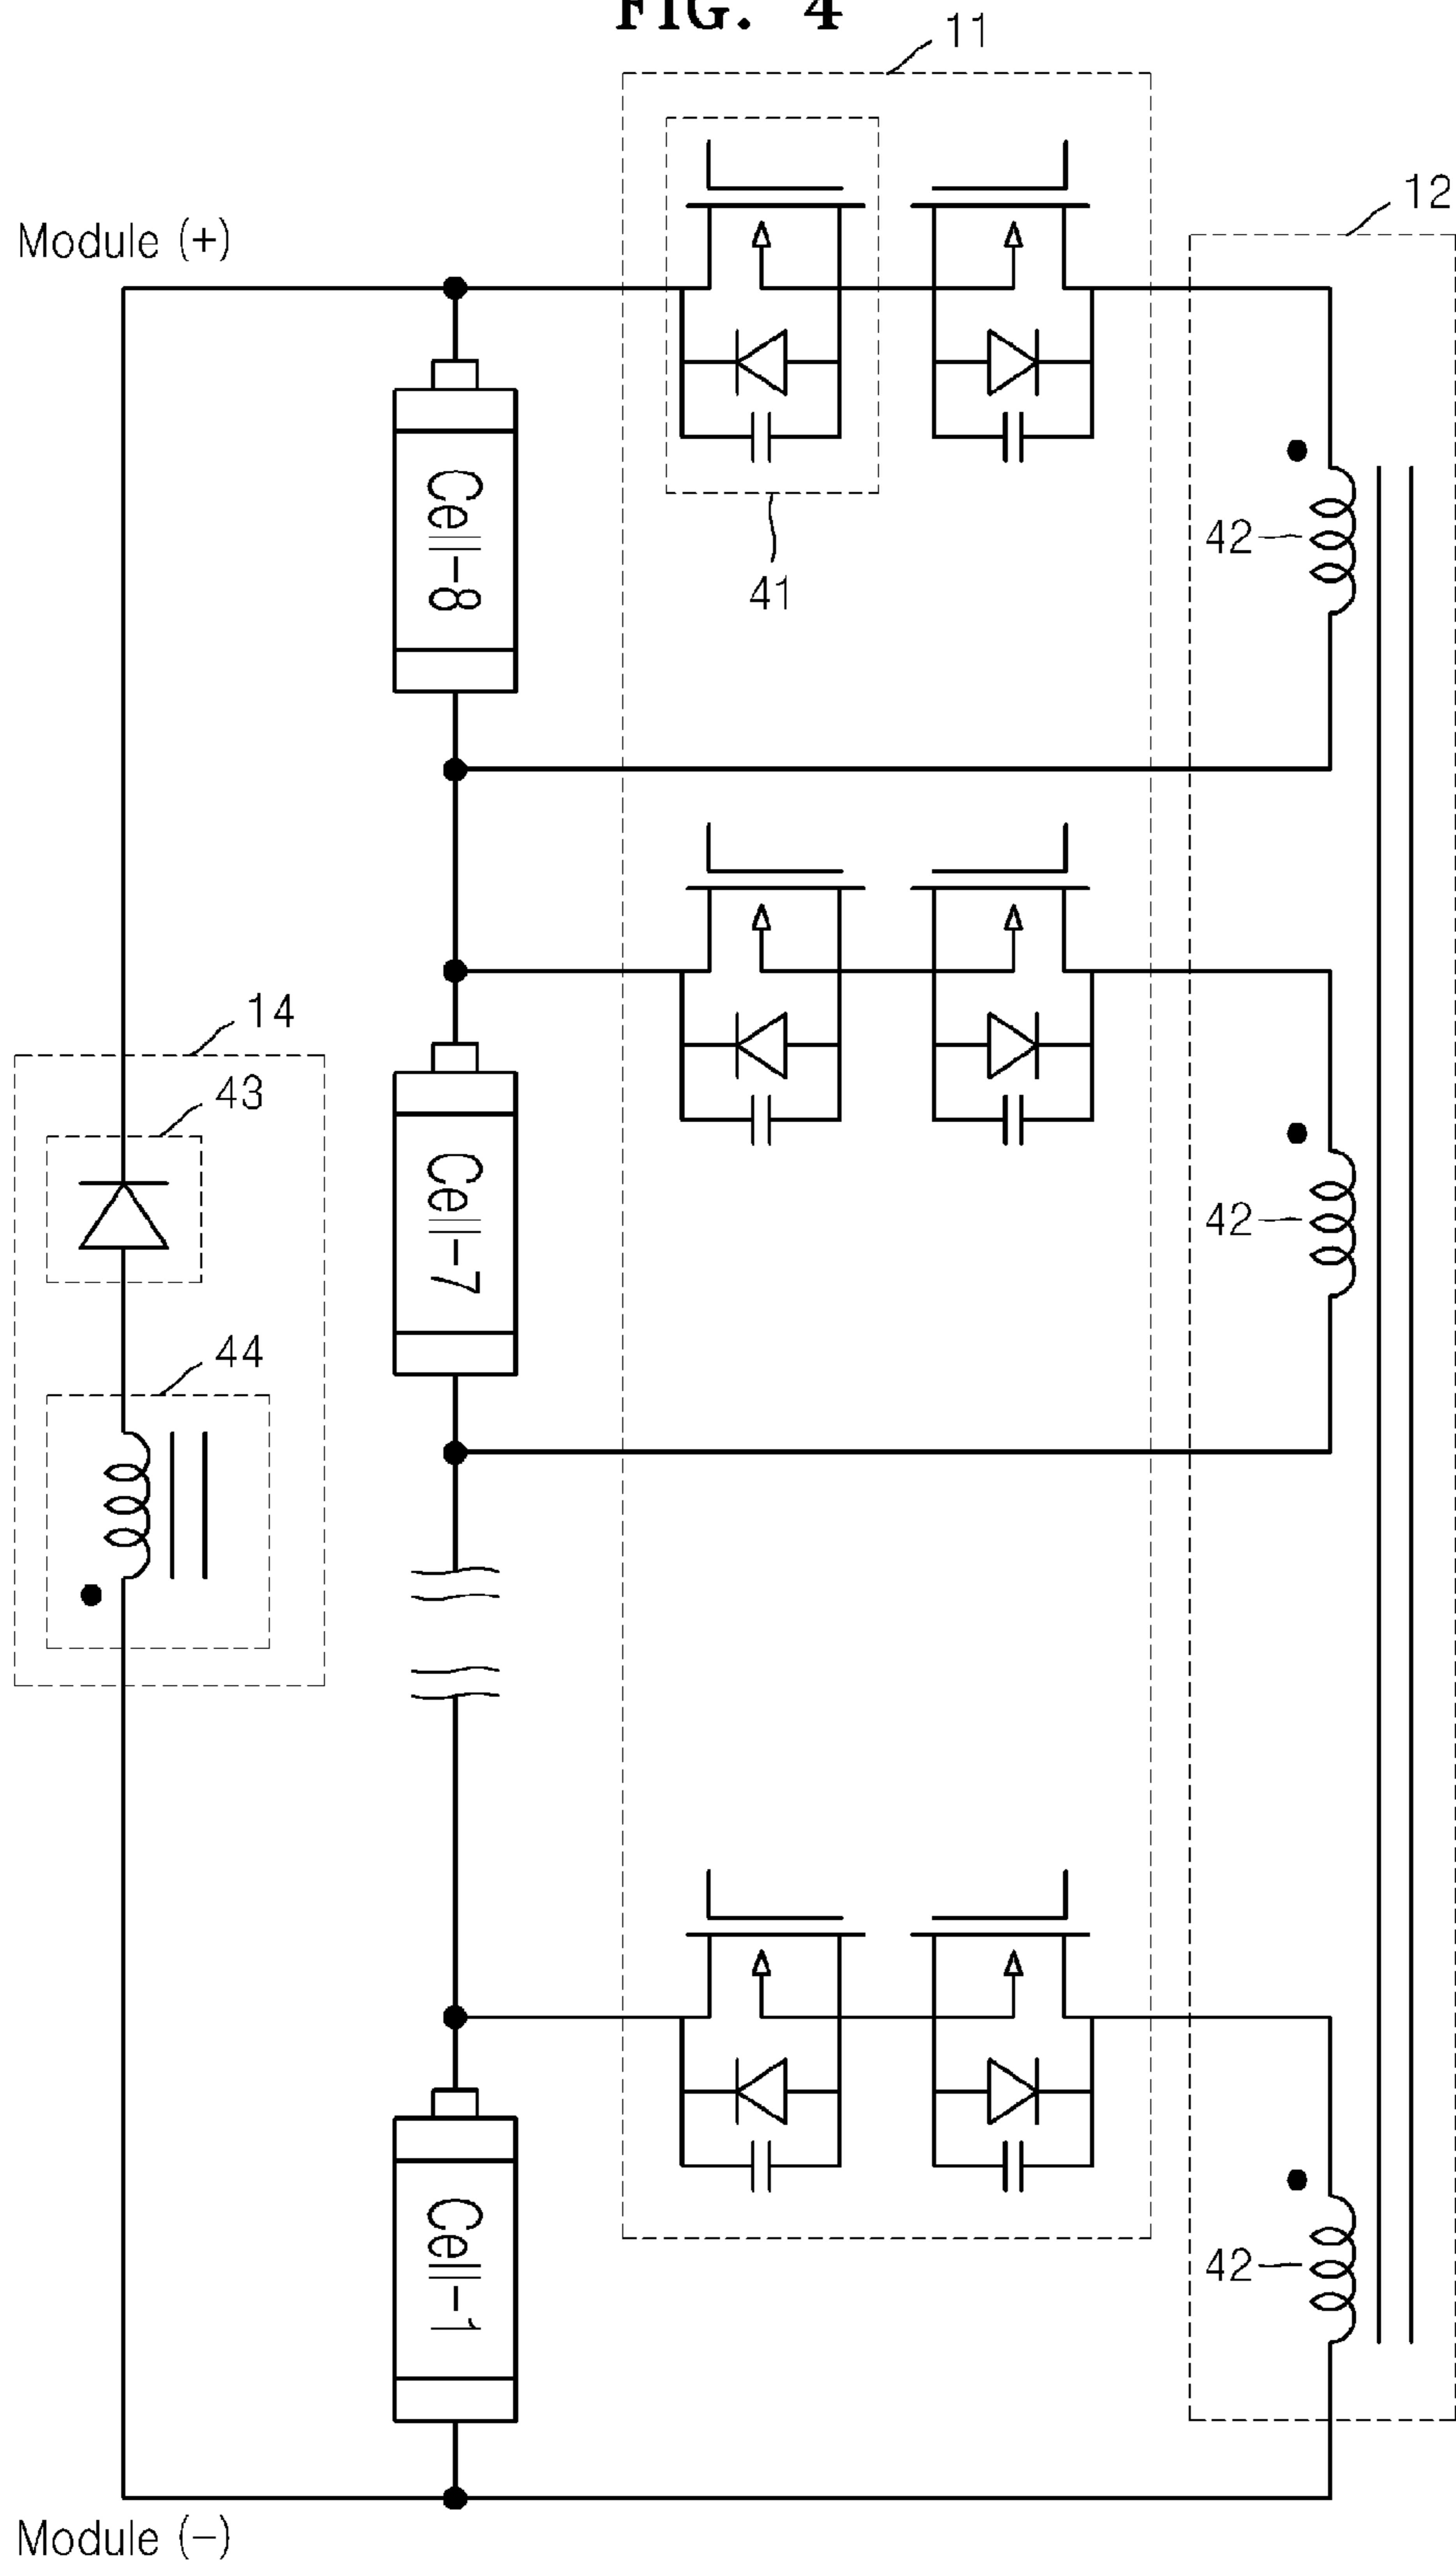 FIG. 4
11
12
Module (+)
Cell-8
42
41
14
43
Cell-7
42
44
Cell-1
42
Module (-)